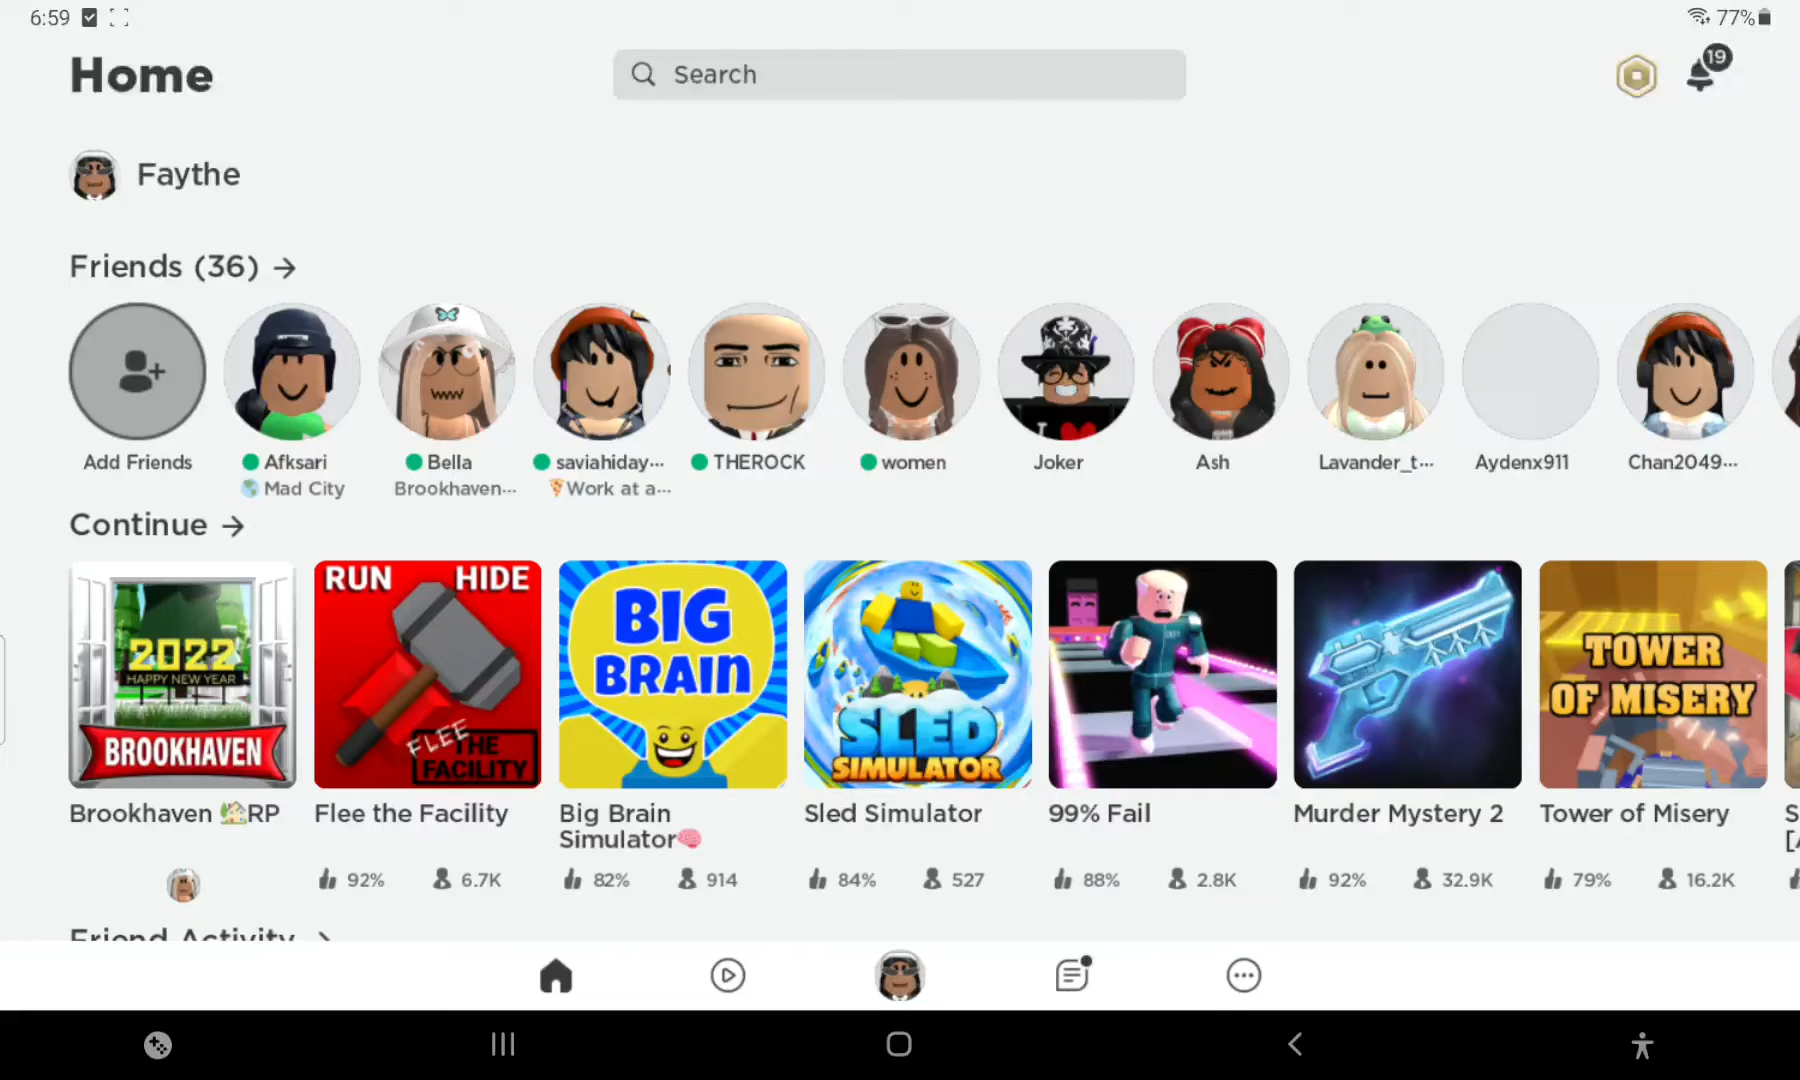 6:59
77%
Home
Search
19
Faythe
Friends (36) →
Add Friends
Afksari
Mad City
Bella
Brookhaven...
saviahiday...
🍕Work at a...
THEROCK
women
Joker
Ash
Lavander_t...
Aydenx911
Chan2049...
I
Continue →
2022
HAPPY NEW YEAR
BROOKHAVEN
RUN HIDE
FLEE THE
FACILITY
BIG
BRAIN
SLED
SIMULATOR
001
TOWER
OF MISERY
Brookhaven 🏡RP
Flee the Facility
92% 6.7K
Big Brain
Simulator🧠
82% 914
Sled Simulator
84% 527
99% Fail
88% 2.8K
Murder Mystery 2
92% 32.9K
Tower of Misery
79% 16.2K
S
[A
Friend Activity